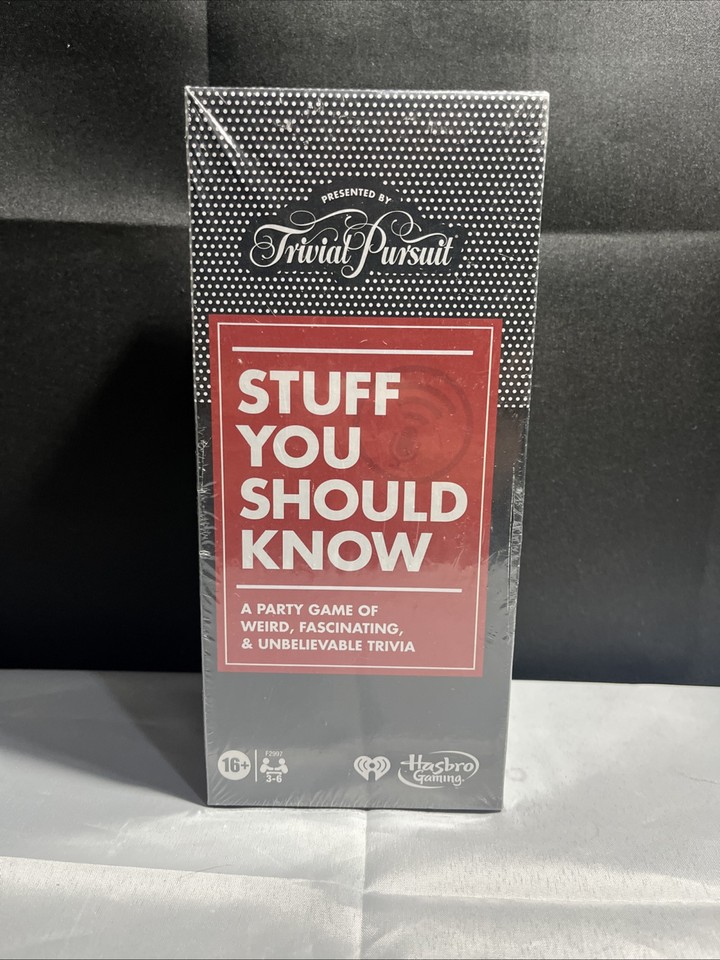 PRESENTED BY
Trivial Pursuit
STUFF
YOU
SHOULD
KNOW
A PARTY GAME OF
WEIRD, FASCINATING,
& UNBELIEVABLE TRIVIA
16+
F2997
3-6
Hasbro
Gaming